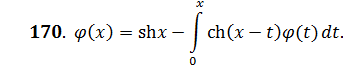 170. φ(x) = shx − ∫₀ˣ ch(x − t)φ(t) dt.